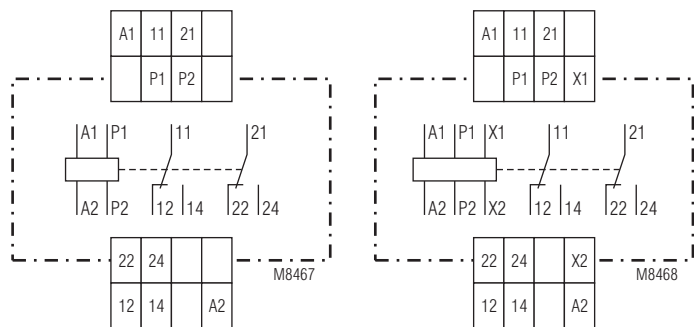 A1 11 21
P1 P2
A1 P1 11 21
A2 P2 12 14 22 24
22 24
M8467
12 14 A2
A1 11 21
P1 P2 X1
A1 P1 X1 11 21
A2 P2 X2 12 14 22 24
22 24 X2
M8468
12 14 A2